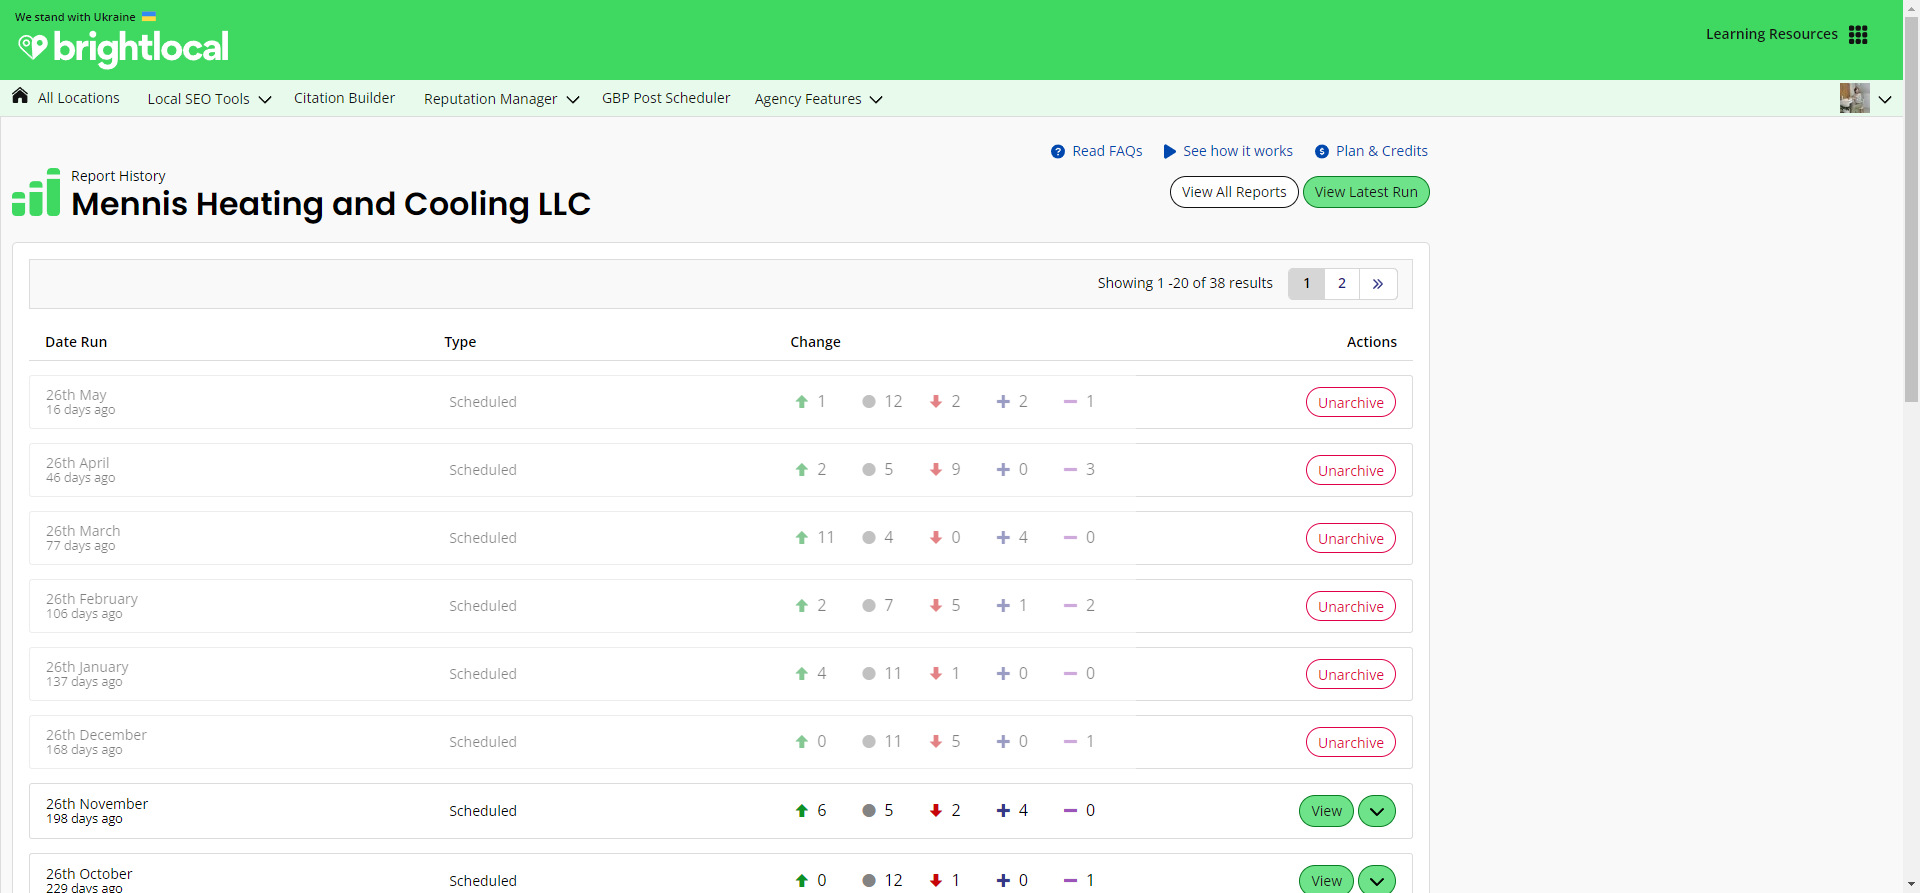 We stand with Ukraine
brightlocal
Learning Resources
All Locations Local SEO Tools Citation Builder Reputation Manager GBP Post Scheduler Agency Features
Read FAQs See how it works Plan & Credits
Report History
Mennis Heating and Cooling LLC
View All Reports View Latest Run
Showing 1 -20 of 38 results 1 2 »
Date Run Type Change Actions
26th May
16 days ago
Scheduled 1 12 2 2 1 Unarchive
26th April
46 days ago
Scheduled 2 5 9 0 3 Unarchive
26th March
77 days ago
Scheduled 11 4 0 4 0 Unarchive
26th February
106 days ago
Scheduled 2 7 5 1 2 Unarchive
26th January
137 days ago
Scheduled 4 11 1 0 0 Unarchive
26th December
168 days ago
Scheduled 0 11 5 0 1 Unarchive
26th November
198 days ago
Scheduled 6 5 2 4 0 View
26th October
229 days ago
Scheduled 0 12 1 0 1 View